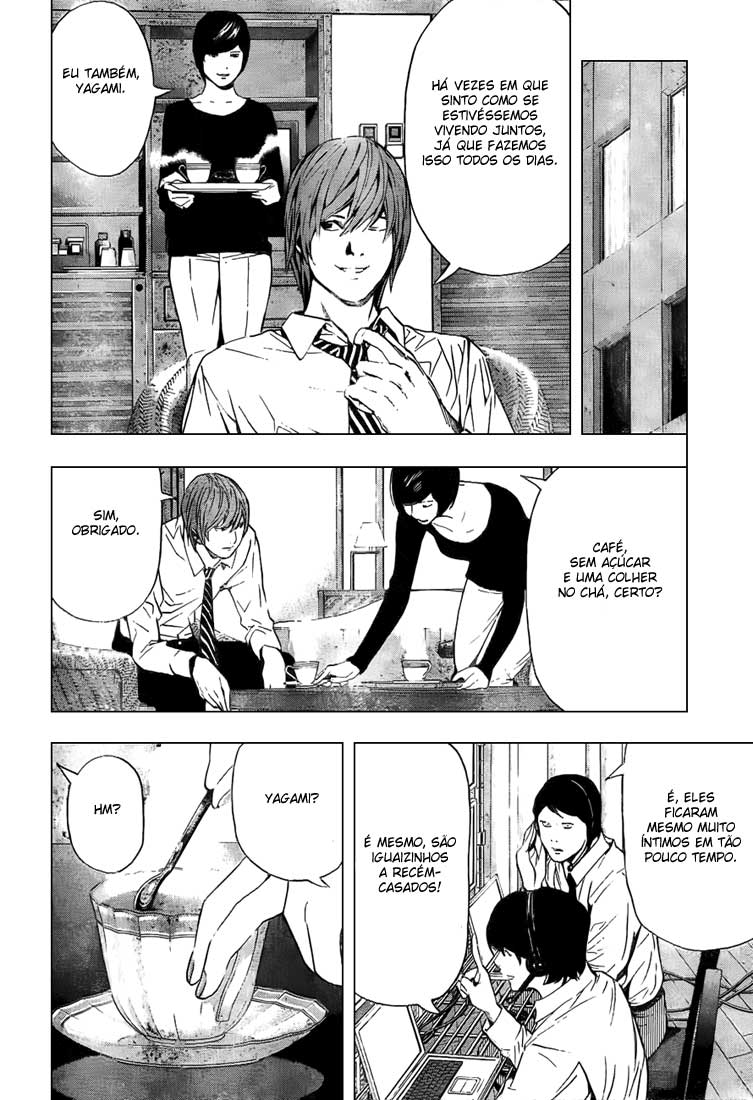 HÁ VEZES EM QUE
SINTO COMO SE
ESTIVÉSSEMOS
VIVENDO JUNTOS,
JÁ QUE FAZEMOS
ISSO TODOS OS DIAS.
EU TAMBÉM,
YAGAMI.
CAFÉ,
SEM AÇÚCAR
E UMA COLHER
NO CHÁ, CERTO?
SIM,
OBRIGADO.
É, ELES
FICARAM
MESMO MUITO
ÍNTIMOS EM TÃO
POUCO TEMPO.
É MESMO, SÃO
IGUAIZINHOS
A RECÉM-
CASADOS!
YAGAMI?
HM?